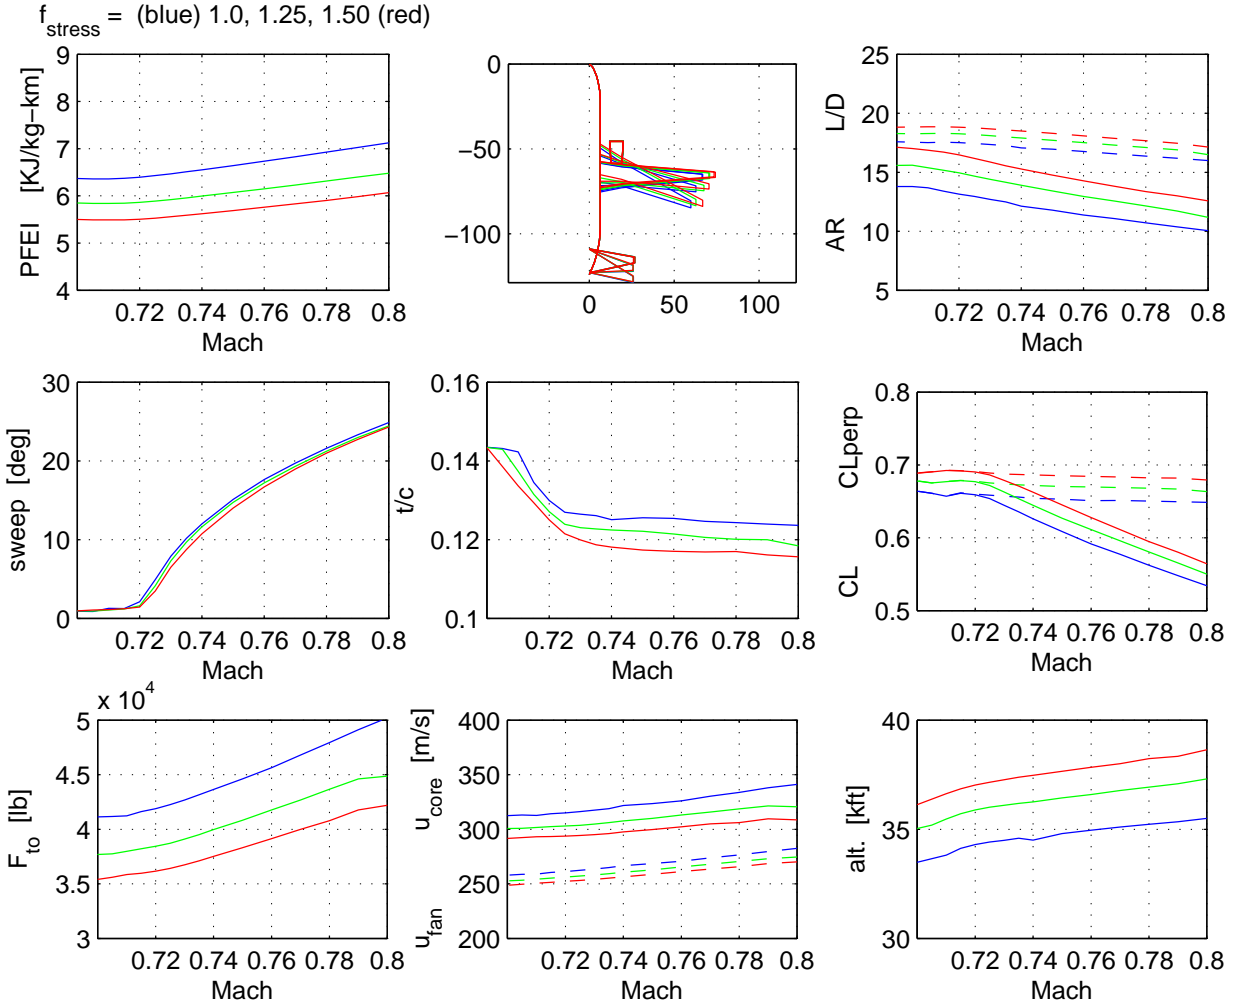 f_stress = (blue) 1.0, 1.25, 1.50 (red)
9
8
7
6
5
4
PFEI [KJ/kg−km]
0.72 0.74 0.76 0.78 0.8
Mach
0
−50
−100
0 50 100
25
20
15
10
5
AR L/D
0.72 0.74 0.76 0.78 0.8
Mach
30
20
10
0
sweep [deg]
0.72 0.74 0.76 0.78 0.8
Mach
0.16
0.14
0.12
0.1
t/c
0.72 0.74 0.76 0.78 0.8
Mach
0.8
0.7
0.6
0.5
CL CLperp
0.72 0.74 0.76 0.78 0.8
Mach
x 10^4
5
4.5
4
3.5
3
F_to [lb]
0.72 0.74 0.76 0.78 0.8
Mach
400
350
300
250
200
u_fan u_core [m/s]
0.72 0.74 0.76 0.78 0.8
Mach
40
35
30
alt. [kft]
0.72 0.74 0.76 0.78 0.8
Mach